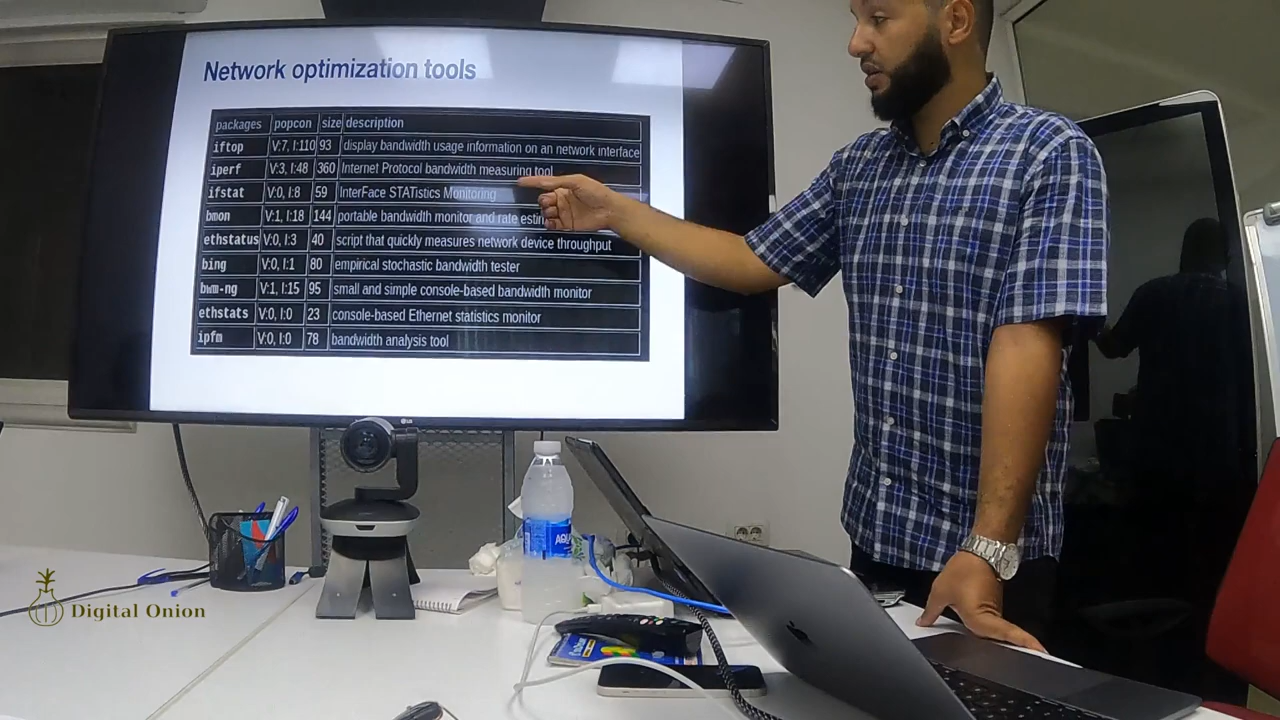 Network optimization tools
packages popcon size description
iftop V:7, I:110 93 display bandwidth usage information on an network interface
iperf V:3, I:48 360 Internet Protocol bandwidth measuring tool
ifstat V:0, I:8 59 InterFace STATistics Monitoring
bmon V:1, I:18 144 portable bandwidth monitor and rate
ethstatus V:0, I:3 40 script that quickly measures network device throughput
bing V:0, I:1 80 empirical stochastic bandwidth tester
bwm-ng V:1, I:15 95 small and simple console-based bandwidth monitor
ethstats V:0, I:0 23 console-based Ethernet statistics monitor
ipfm V:0, I:0 78 bandwidth analysis tool
LG
Digital Onion